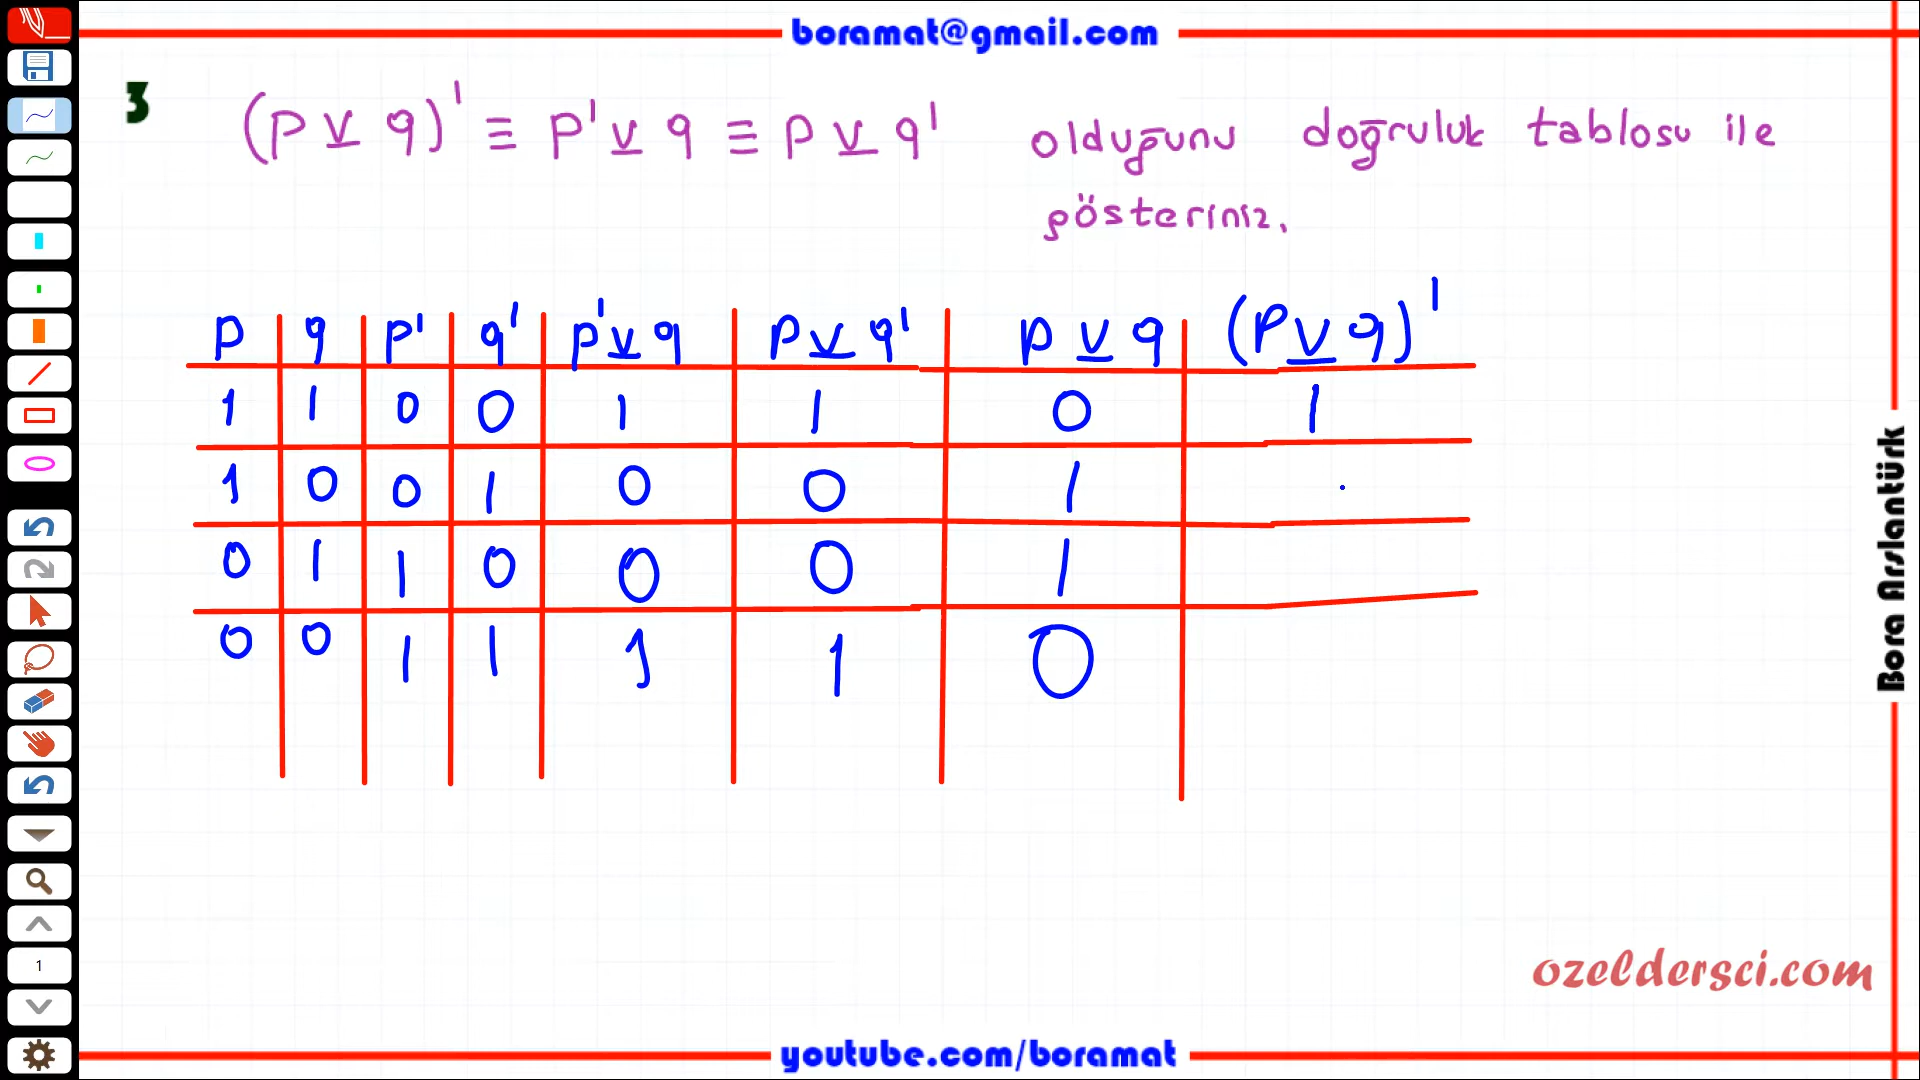 boramat@gmail.com
3 (p ⊻ q)' ≡ p' ⊻ q ≡ p ⊻ q' olduğunu doğruluk tablosu ile
gösteriniz.
p q p' q' p' ⊻ q p ⊻ q' p ⊻ q (p ⊻ q)'
1 1 0 0 1 1 0 1
1 0 0 1 0 0 1
0 1 1 0 0 0 1
0 0 1 1 1 1 0
Bora Arslantürk
1
ozeldersci.com
youtube.com/boramat